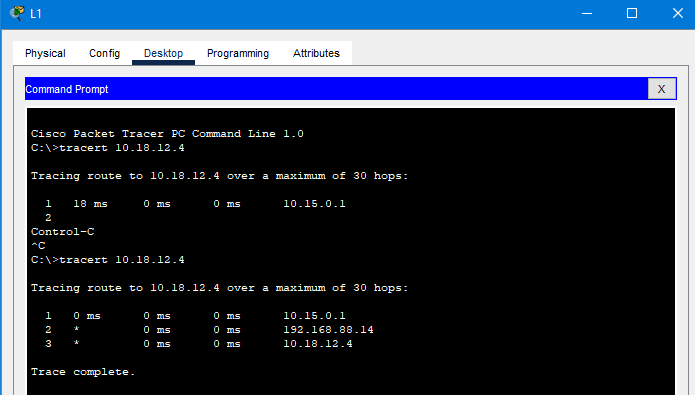 L1
Physical Config Desktop Programming Attributes
Command Prompt X
Cisco Packet Tracer PC Command Line 1.0
C:\>tracert 10.18.12.4
Tracing route to 10.18.12.4 over a maximum of 30 hops:
1 18 ms 0 ms 0 ms 10.15.0.1
2
Control-C
^C
C:\>tracert 10.18.12.4
Tracing route to 10.18.12.4 over a maximum of 30 hops:
1 0 ms 0 ms 0 ms 10.15.0.1
2 * 0 ms 0 ms 192.168.88.14
3 * 0 ms 0 ms 10.18.12.4
Trace complete.